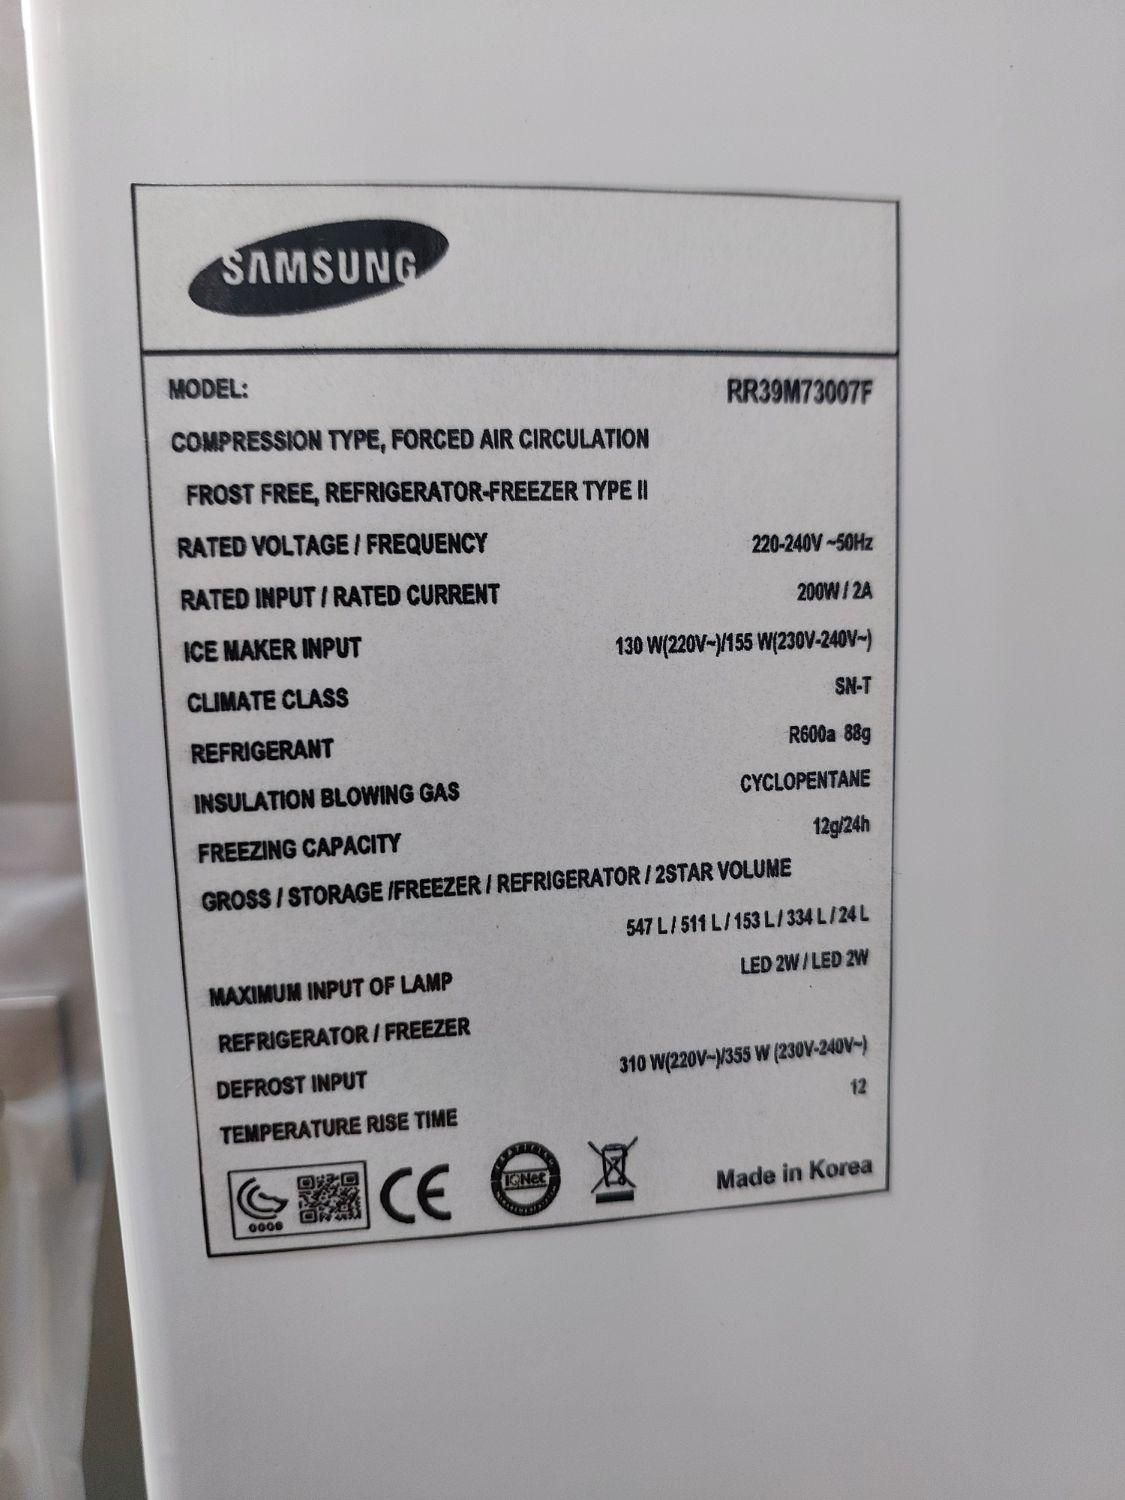 SAMSUNG
MODEL: RR39M73007F
COMPRESSION TYPE, FORCED AIR CIRCULATION
FROST FREE, REFRIGERATOR-FREEZER TYPE II
RATED VOLTAGE / FREQUENCY 220-240V ~50Hz
RATED INPUT / RATED CURRENT 200W / 2A
ICE MAKER INPUT 130 W(220V~)/155 W(230V-240V~)
CLIMATE CLASS SN-T
REFRIGERANT R600a 88g
INSULATION BLOWING GAS CYCLOPENTANE
FREEZING CAPACITY 12g/24h
GROSS / STORAGE /FREEZER / REFRIGERATOR / 2STAR VOLUME
547 L / 511 L / 153 L / 334 L / 24 L
MAXIMUM INPUT OF LAMP LED 2W / LED 2W
REFRIGERATOR / FREEZER
DEFROST INPUT 310 W(220V~)/355 W (230V-240V~)
TEMPERATURE RISE TIME 12
0006
CE
IQNet
Made in Korea